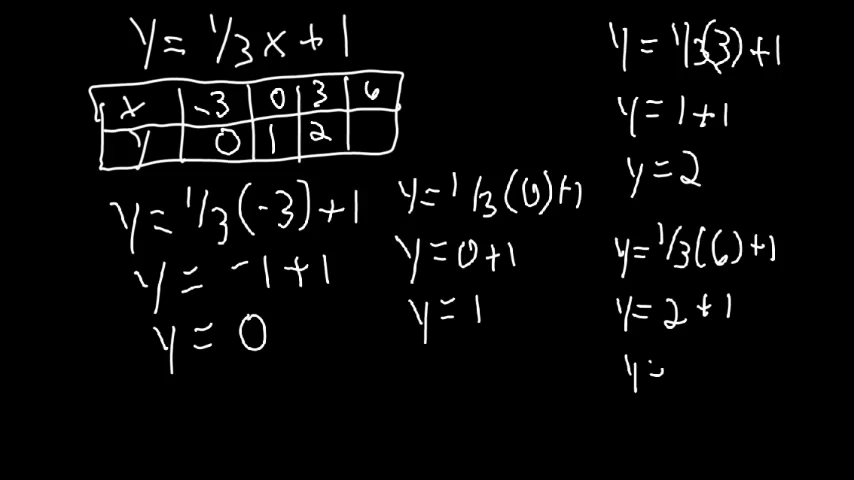 y = 1/3 x + 1
x -3 0 3 6
y 0 1 2
y = 1/3 (-3) + 1
y = -1 + 1
y = 0
y = 1/3 (0) + 1
y = 0 + 1
y = 1
y = 1/3 (3) + 1
y = 1 + 1
y = 2
y = 1/3 (6) + 1
y = 2 + 1
y =